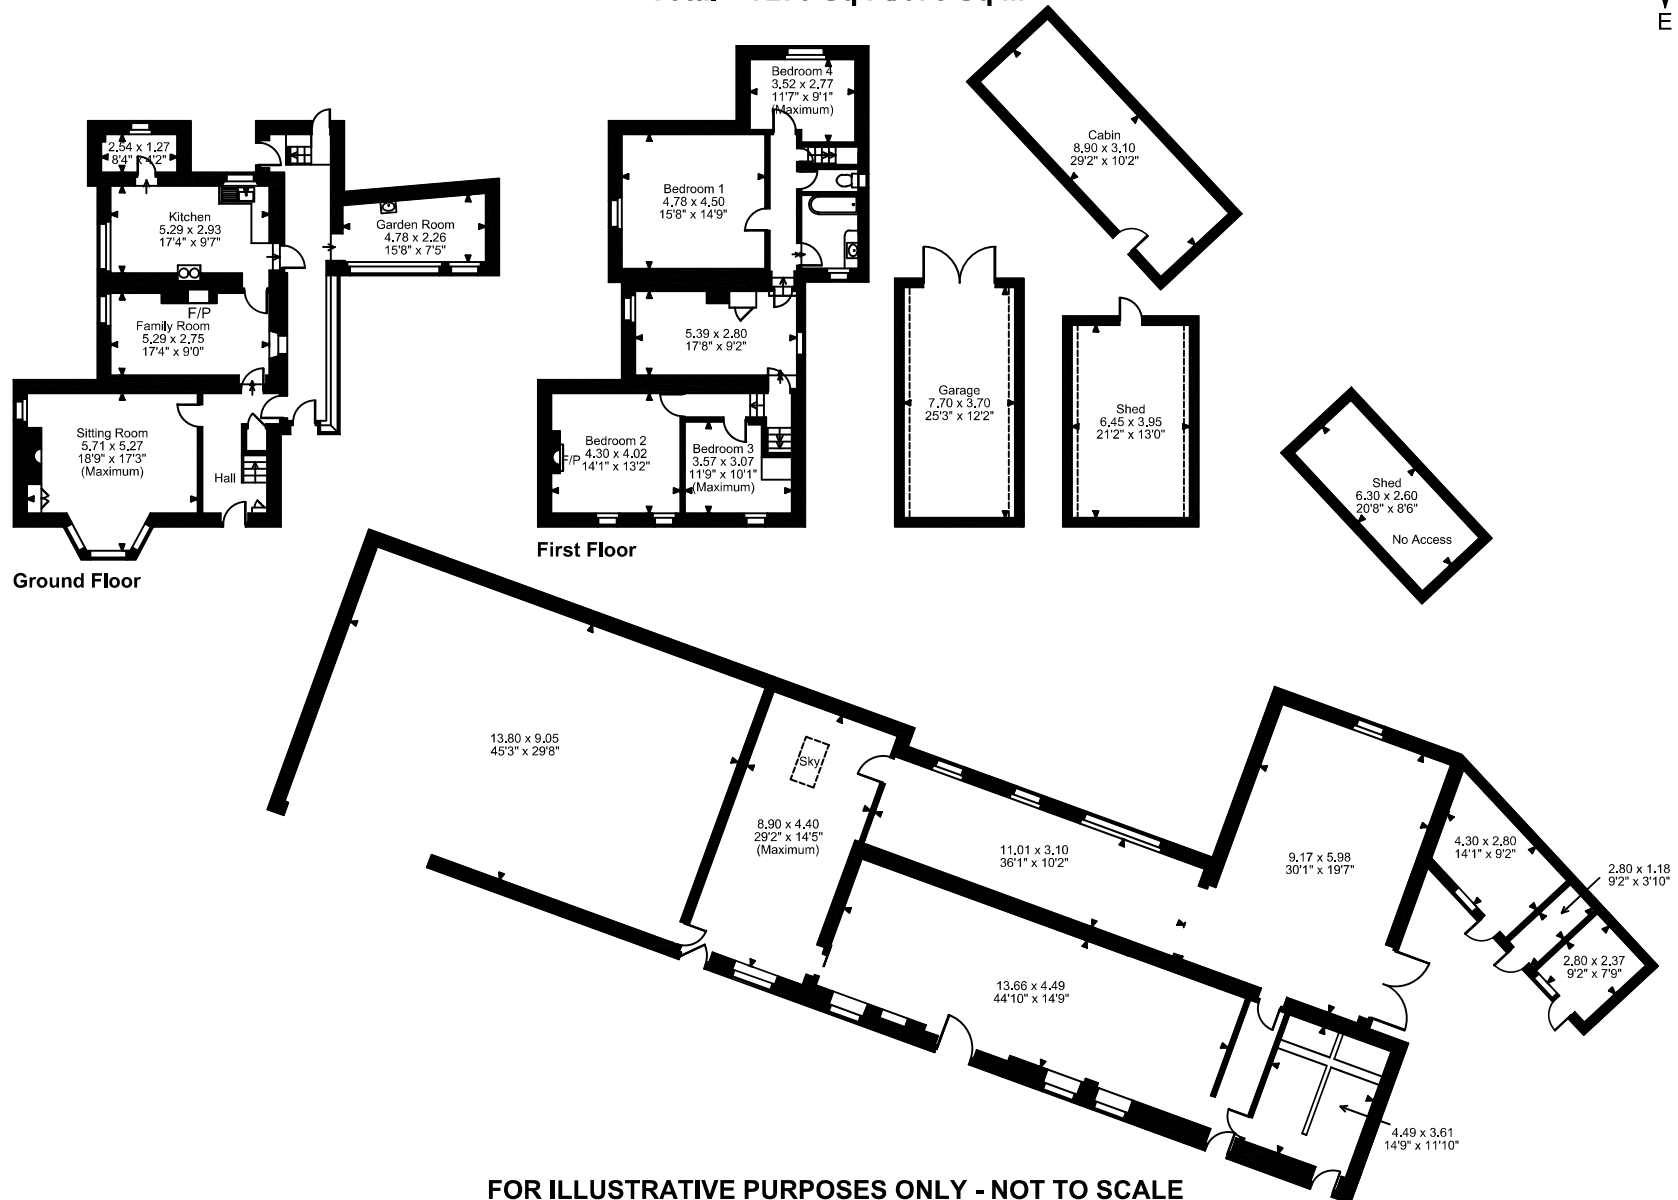 E
Bedroom 4
3.52 x 2.77
11'7" x 9'1"
(Maximum)
Cabin
8.90 x 3.10
29'2" x 10'2"
2.54 x 1.27
8'4" x 4'2"
Bedroom 1
4.78 x 4.50
15'8" x 14'9"
Kitchen
5.29 x 2.93
17'4" x 9'7"
Garden Room
4.78 x 2.26
15'8" x 7'5"
F/P
Family Room
5.29 x 2.75
17'4" x 9'0"
5.39 x 2.80
17'8" x 9'2"
Garage
7.70 x 3.70
25'3" x 12'2"
Shed
6.45 x 3.95
21'2" x 13'0"
Sitting Room
5.71 x 5.27
18'9" x 17'3"
(Maximum)
Hall
Bedroom 2
4.30 x 4.02
14'1" x 13'2"
F/P
Bedroom 3
3.57 x 3.07
11'9" x 10'1"
(Maximum)
Shed
6.30 x 2.60
20'8" x 8'6"
No Access
First Floor
Ground Floor
13.80 x 9.05
45'3" x 29'8"
Sky
8.90 x 4.40
29'2" x 14'5"
(Maximum)
11.01 x 3.10
36'1" x 10'2"
9.17 x 5.98
30'1" x 19'7"
4.30 x 2.80
14'1" x 9'2"
2.80 x 1.18
9'2" x 3'10"
2.80 x 2.37
9'2" x 7'9"
13.66 x 4.49
44'10" x 14'9"
4.49 x 3.61
14'9" x 11'10"
FOR ILLUSTRATIVE PURPOSES ONLY - NOT TO SCALE